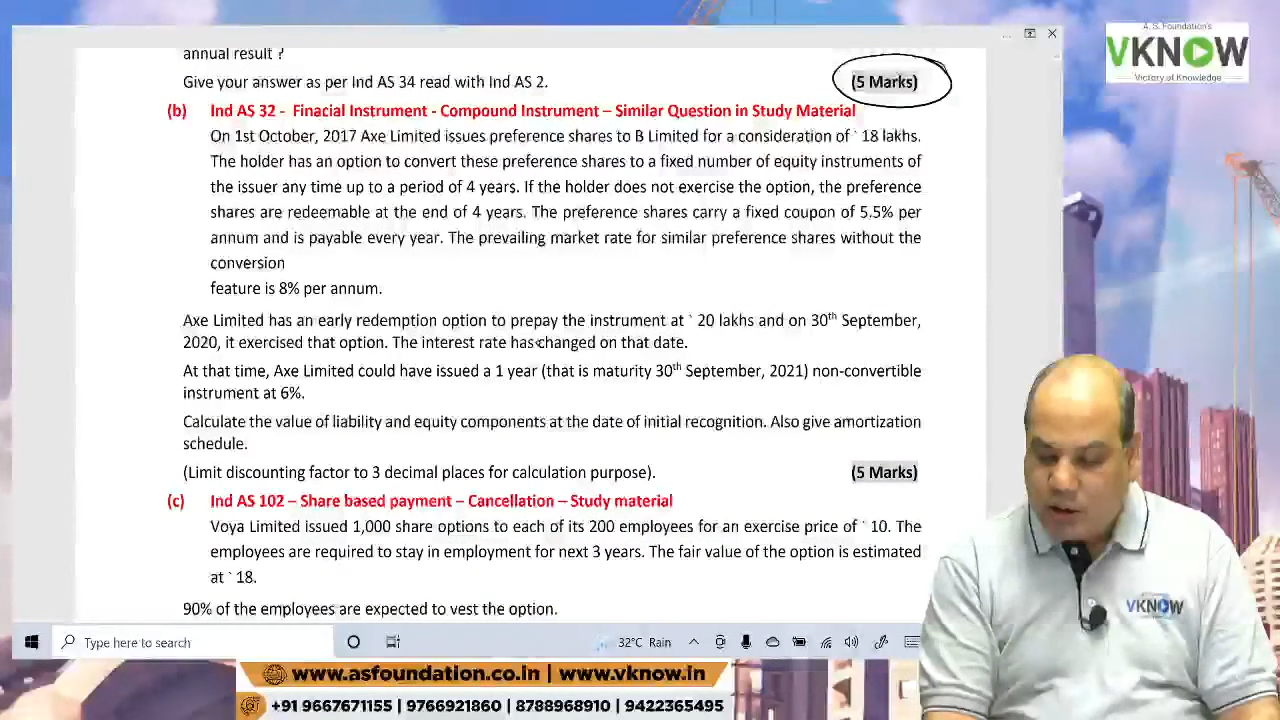 annual result ?
Give your answer as per Ind AS 34 read with Ind AS 2. (5 Marks)
(b) Ind AS 32 - Finacial Instrument - Compound Instrument – Similar Question in Study Material
On 1st October, 2017 Axe Limited issues preference shares to B Limited for a consideration of ` 18 lakhs.
The holder has an option to convert these preference shares to a fixed number of equity instruments of
the issuer any time up to a period of 4 years. If the holder does not exercise the option, the preference
shares are redeemable at the end of 4 years. The preference shares carry a fixed coupon of 5.5% per
annum and is payable every year. The prevailing market rate for similar preference shares without the
conversion
feature is 8% per annum.
Axe Limited has an early redemption option to prepay the instrument at ` 20 lakhs and on 30th September,
2020, it exercised that option. The interest rate has changed on that date.
At that time, Axe Limited could have issued a 1 year (that is maturity 30th September, 2021) non-convertible
instrument at 6%.
Calculate the value of liability and equity components at the date of initial recognition. Also give amortization
schedule.
(Limit discounting factor to 3 decimal places for calculation purpose). (5 Marks)
(c) Ind AS 102 – Share based payment – Cancellation – Study material
Voya Limited issued 1,000 share options to each of its 200 employees for an exercise price of ` 10. The
employees are required to stay in employment for next 3 years. The fair value of the option is estimated
at ` 18.
90% of the employees are expected to vest the option.
Type here to search
32°C Rain
www.asfoundation.co.in | www.vknow.in
+91 9667671155 | 9766921860 | 8788968910 | 9422365495
A. S. Foundation's
VKNOW
Victory of Knowledge
VKNOW